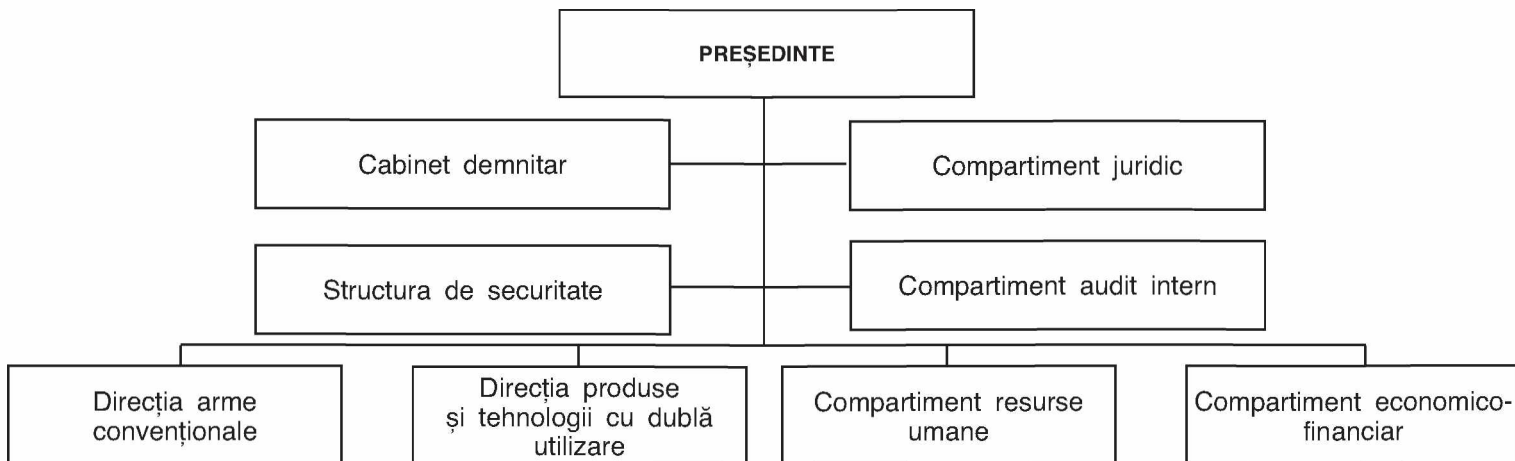 PREȘEDINTE
Cabinet demnitar
Compartiment juridic
Structura de securitate
Compartiment audit intern
Direcția arme
convenționale
Direcția produse
și tehnologii cu dublă
utilizare
Compartiment resurse
umane
Compartiment economico-
financiar